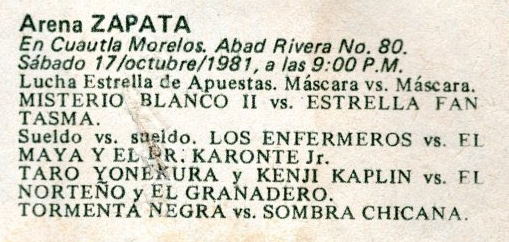 Arena ZAPATA
En Cuautla Morelos. Abad Rivera No. 80.
Sábado 17/octubre/1981, a las 9:00 P.M.
Lucha Estrella de Apuestas. Máscara vs. Máscara.
MISTERIO BLANCO II vs. ESTRELLA FAN
TASMA.
Sueldo vs. sueldo. LOS ENFERMEROS vs. EL
MAYA Y EL DR. KARONTE Jr.
TARO YONEKURA y KENJI KAPLIN vs. EL
NORTEÑO y EL GRANADERO.
TORMENTA NEGRA vs. SOMBRA CHICANA.